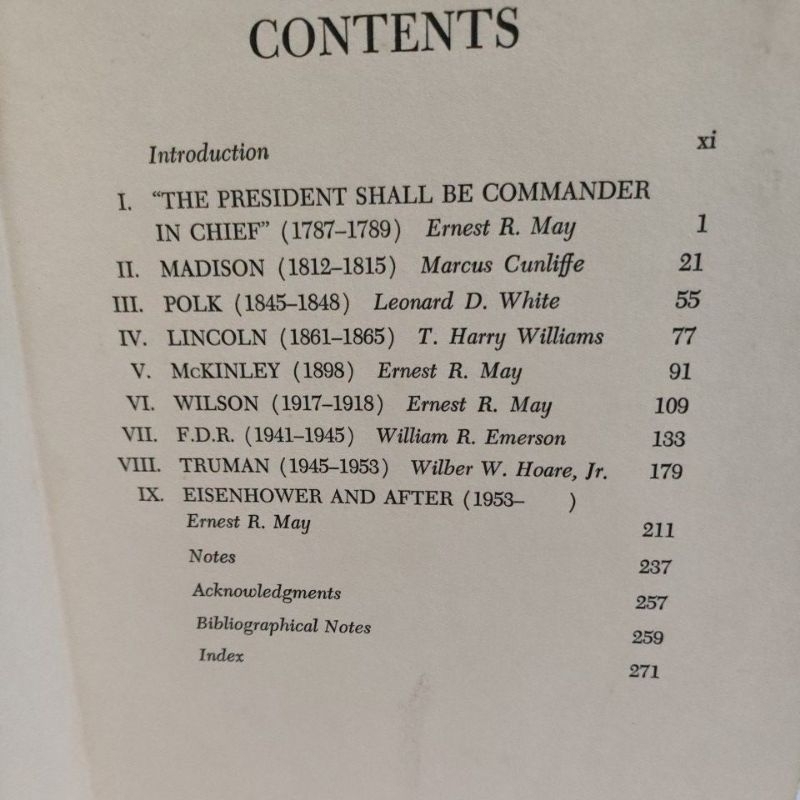 CONTENTS
Introduction xi
I. “THE PRESIDENT SHALL BE COMMANDER
IN CHIEF” (1787–1789) Ernest R. May 1
II. MADISON (1812–1815) Marcus Cunliffe 21
III. POLK (1845–1848) Leonard D. White 55
IV. LINCOLN (1861–1865) T. Harry Williams 77
V. McKINLEY (1898) Ernest R. May 91
VI. WILSON (1917–1918) Ernest R. May 109
VII. F.D.R. (1941–1945) William R. Emerson 133
VIII. TRUMAN (1945–1953) Wilber W. Hoare, Jr. 179
IX. EISENHOWER AND AFTER (1953– )
Ernest R. May 211
Notes 237
Acknowledgments 257
Bibliographical Notes 259
Index 271